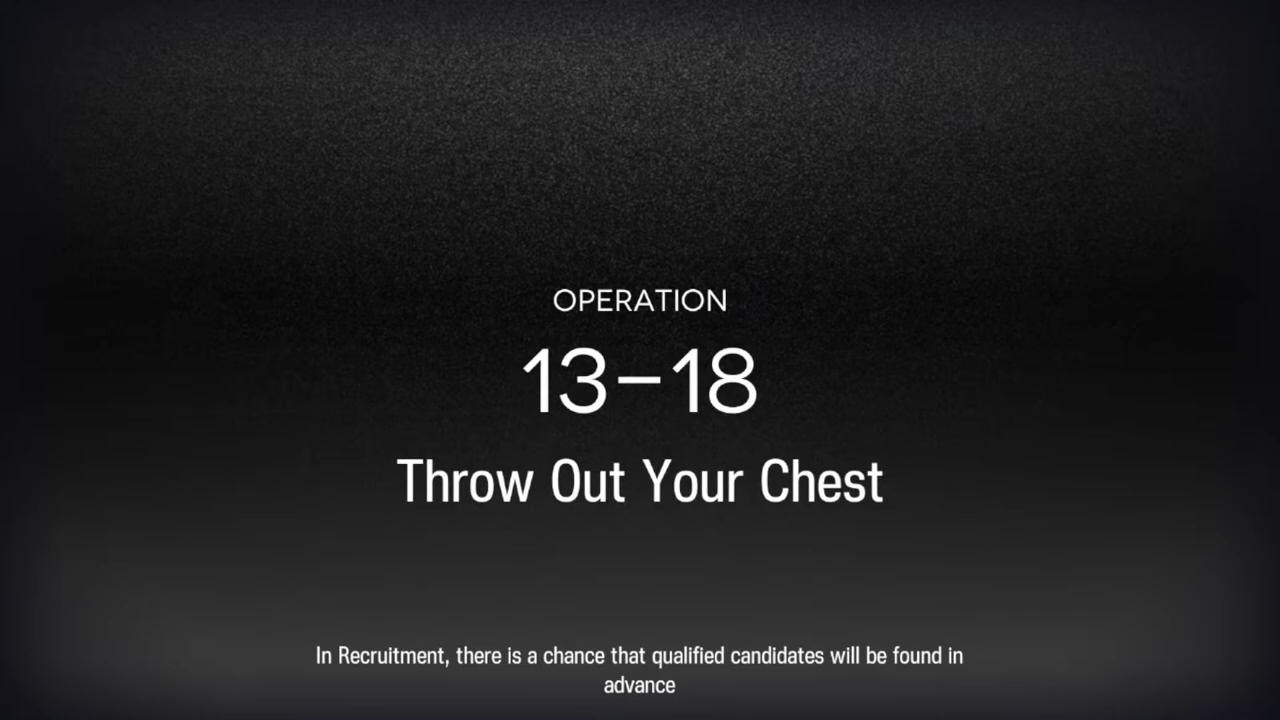 OPERATION
13–18
Throw Out Your Chest
In Recruitment, there is a chance that qualified candidates will be found in
advance